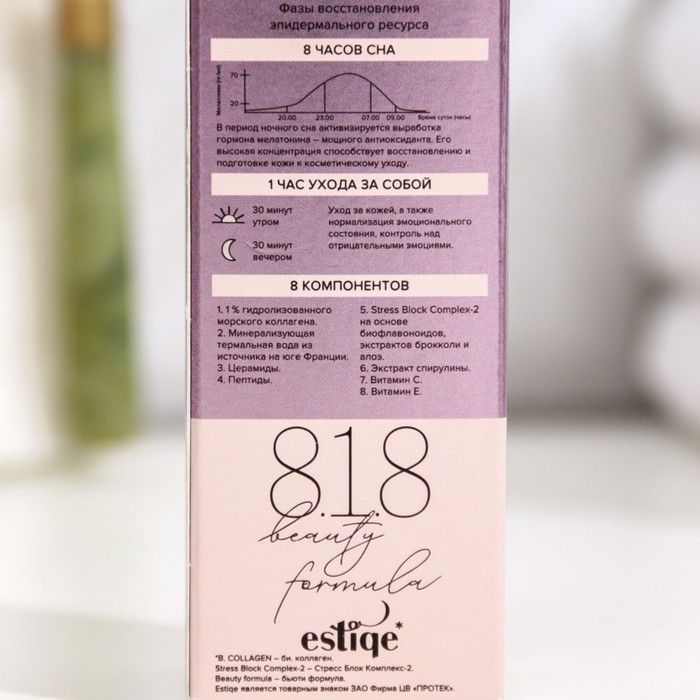 Фазы восстановления
эпидермального ресурса
8 ЧАСОВ СНА
70
20
20.00 23.00 07.00 09.00 Время суток (часы)
В период ночного сна активизируется выработка
гормона мелатонина – мощного антиоксиданта. Его
высокая концентрация способствует восстановлению и
подготовке кожи к косметическому уходу.
1 ЧАС УХОДА ЗА СОБОЙ
30 минут
утром
30 минут
вечером
Уход за кожей, а также
нормализация эмоционального
состояния, контроль над
отрицательными эмоциями.
8 КОМПОНЕНТОВ
1. 1 % гидролизованного
морского коллагена.
2. Минерализующая
термальная вода из
источника на юге Франции.
3. Церамиды.
4. Пептиды.
5. Stress Block Complex-2
на основе
биофлавоноидов,
экстрактов брокколи и
алоэ.
6. Экстракт спирулины.
7. Витамин С.
8. Витамин Е.
8.1.8
beauty
formula
estiqe*
*B. COLLAGEN – би. коллаген.
Stress Block Complex-2 – Стресс Блок Комплекс-2.
Beauty formula – бьюти формула.
Estiqe является товарным знаком ЗАО Фирма ЦВ «ПРОТЕК».